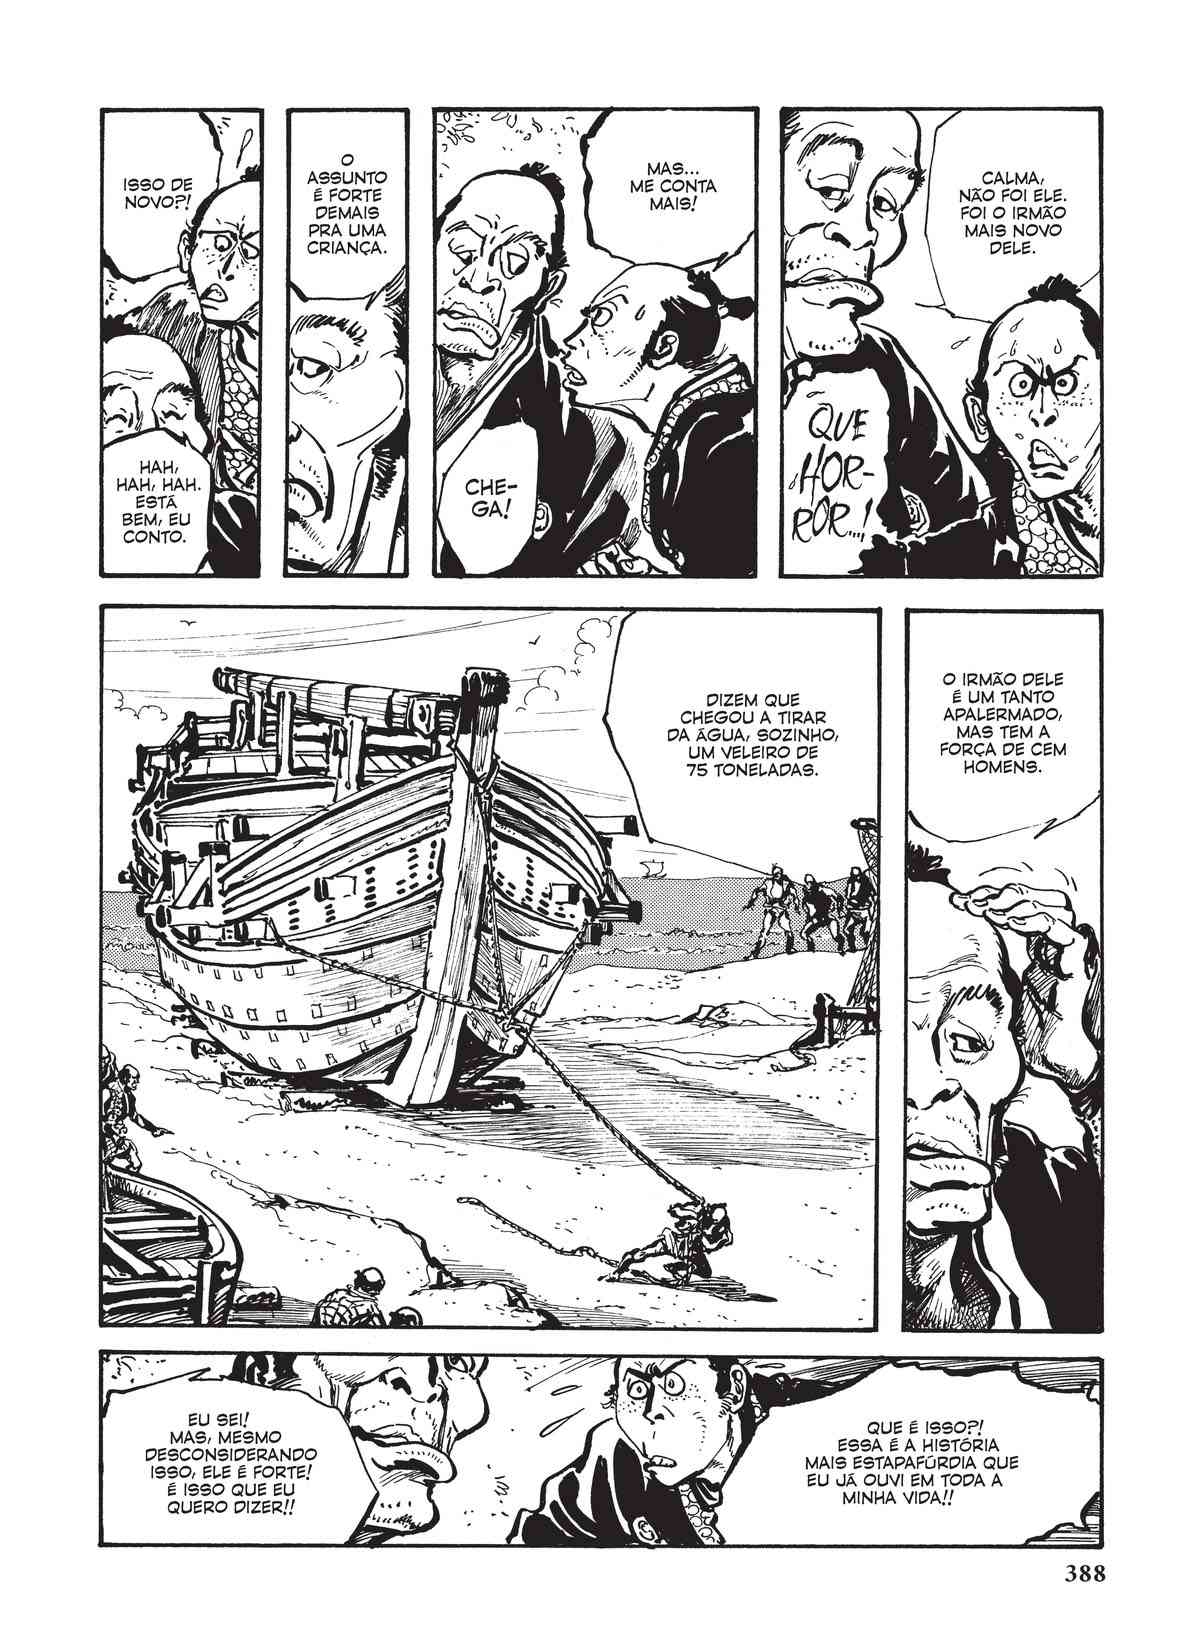 CALMA,
NÃO FOI ELE.
FOI O IRMÃO
MAIS NOVO
DELE.
QUE
HOR-
ROR...!
MAS...
ME CONTA
MAIS!
CHE-
GA!
O
ASSUNTO
É FORTE
DEMAIS
PRA UMA
CRIANÇA.
ISSO DE
NOVO?!
HAH,
HAH, HAH.
ESTÁ
BEM, EU
CONTO.
O IRMÃO DELE
É UM TANTO
APALERMADO,
MAS TEM A
FORÇA DE CEM
HOMENS.
DIZEM QUE
CHEGOU A TIRAR
DA ÁGUA, SOZINHO,
UM VELEIRO DE
75 TONELADAS.
QUE É ISSO?!
ESSA É A HISTÓRIA
MAIS ESTAPAFÚRDIA QUE
EU JÁ OUVI EM TODA A
MINHA VIDA!!
EU SEI!
MAS, MESMO
DESCONSIDERANDO
ISSO, ELE É FORTE!
É ISSO QUE EU
QUERO DIZER!!
388